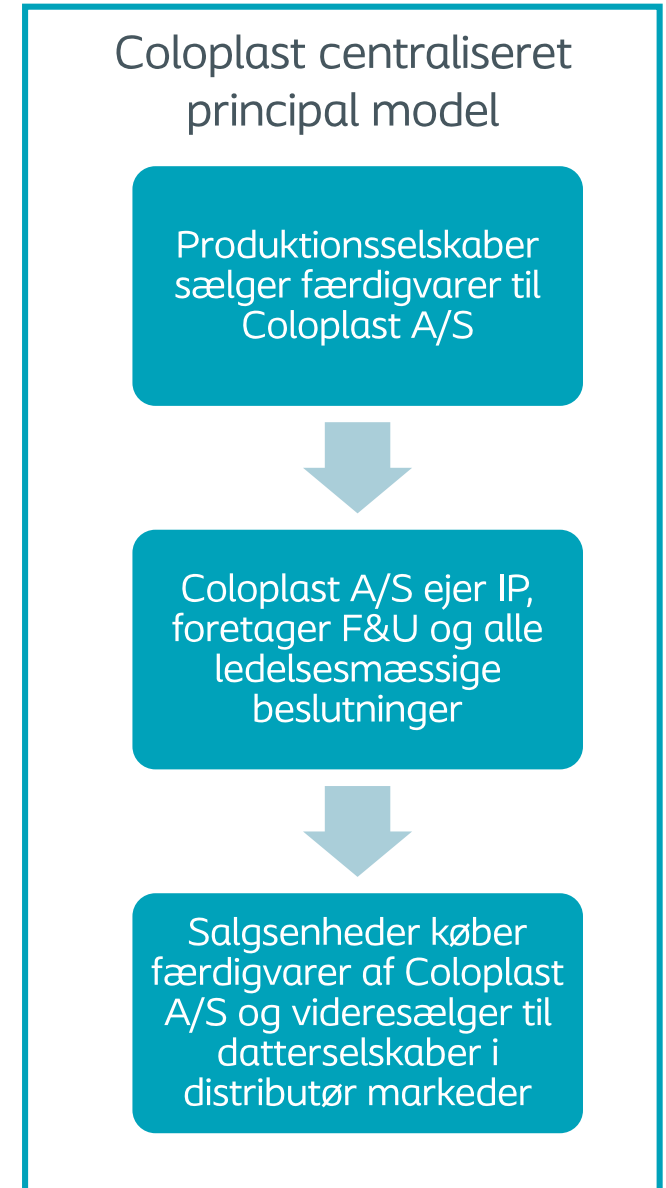 Coloplast centraliseret
principal model
Produktionsselskaber
sælger færdigvarer til
Coloplast A/S
Coloplast A/S ejer IP,
foretager F&U og alle
ledelsesmæssige
beslutninger
Salgsenheder køber
færdigvarer af Coloplast
A/S og videresælger til
datterselskaber i
distributør markeder